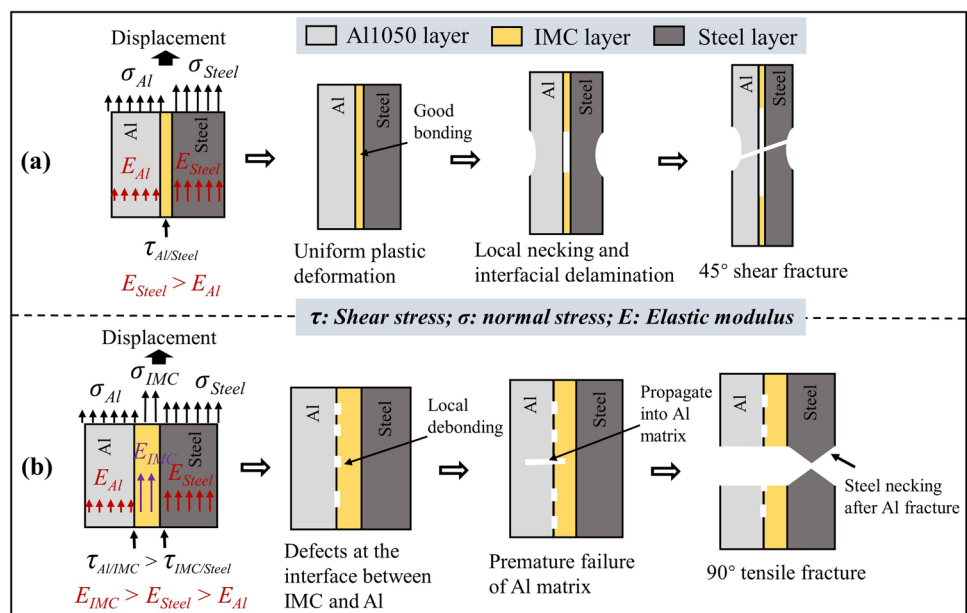 Displacement
Al1050 layer
IMC layer
Steel layer
σAl
σSteel
Al
Steel
EAl
ESteel
(a)
τAl/Steel
ESteel > EAl
Al
Steel
Good
bonding
Uniform plastic
deformation
Al
Steel
Local necking and
interfacial delamination
Al
Steel
45° shear fracture
τ: Shear stress; σ: normal stress; E: Elastic modulus
Displacement
σAl
σIMC
σSteel
Al
Steel
EAl
EIMC
ESteel
(b)
τAl/IMC > τIMC/Steel
EIMC > ESteel > EAl
Al
Steel
Local
debonding
Defects at the
interface between
IMC and Al
Al
Steel
Propagate
into Al
matrix
Premature failure
of Al matrix
Al
Steel
Steel necking
after Al fracture
90° tensile fracture